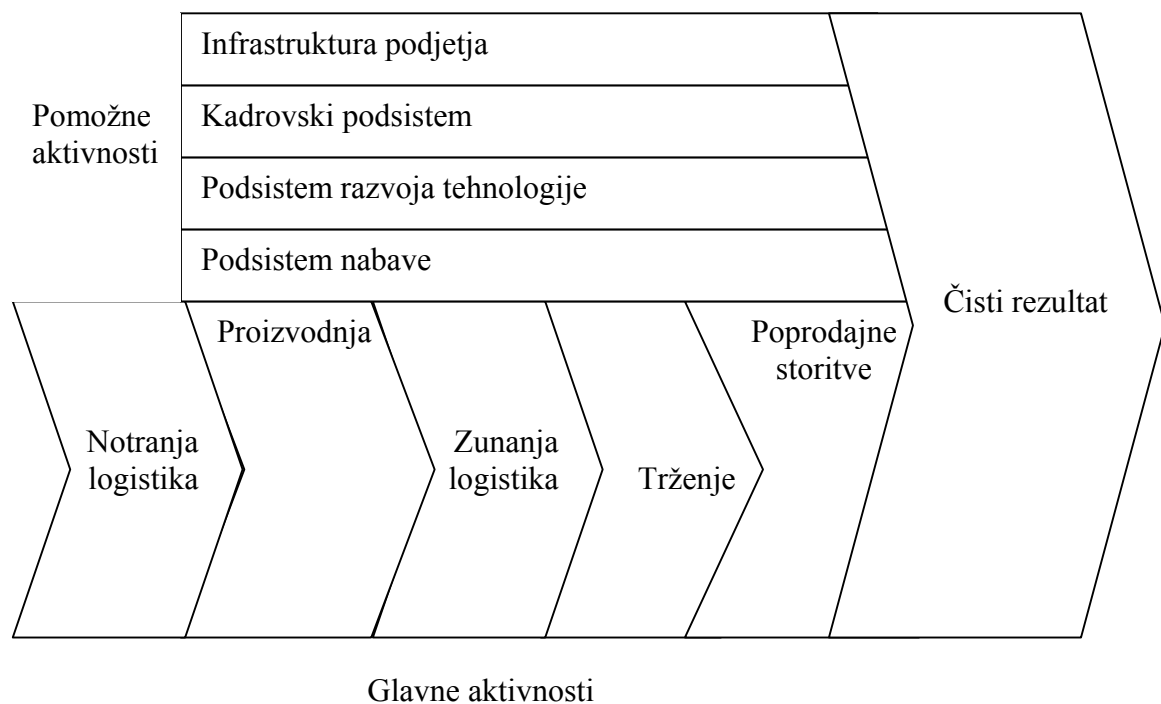 Infrastruktura podjetja
Pomožne
aktivnosti
Kadrovski podsistem
Podsistem razvoja tehnologije
Podsistem nabave
Čisti rezultat
Proizvodnja
Poprodajne
storitve
Notranja
logistika
Zunanja
logistika
Trženje
Glavne aktivnosti